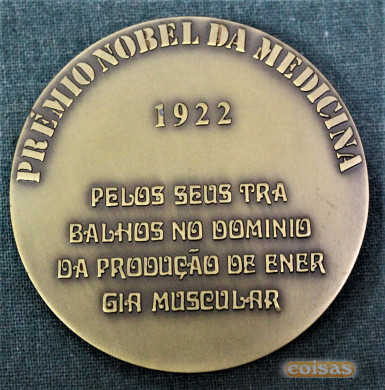 PRÉMIO NOBEL DA MEDICINA
1922
PELOS SEUS TRA
BALHOS NO DOMINIO
DA PRODUÇÃO DE ENER
GIA MUSCULAR
coisas